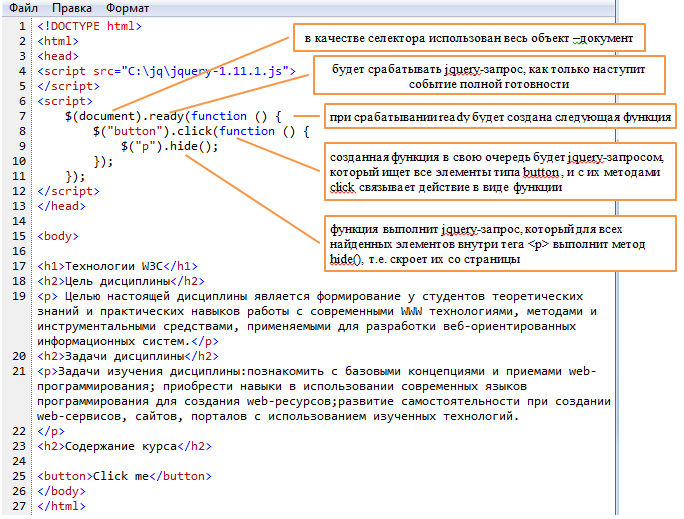 Файл Правка Формат
1 <!DOCTYPE html>
2 <html>
3 <head>
4 <script src="C:\jq\jquery-1.11.1.js">
5 </script>
6 <script>
7 $(document).ready(function () {
8 $("button").click(function () {
9 $("p").hide();
10 });
11 });
12 </script>
13 </head>
14
15 <body>
16
17 <h1>Технологии W3C</h1>
18 <h2>Цель дисциплины</h2>
19 <p> Целью настоящей дисциплины является формирование у студентов теоретических
знаний и практических навыков работы с современными WWW технологиями, методами и
инструментальными средствами, применяемыми для разработки веб-ориентированных
информационных систем.</p>
20 <h2>Задачи дисциплины</h2>
21 <p>Задачи изучения дисциплины:познакомить с базовыми концепциями и приемами web-
программирования; приобрести навыки в использовании современных языков
программирования для создания web-ресурсов;развитие самостоятельности при создании
web-сервисов, сайтов, порталов с использованием изученных технологий.
22 </p>
23 <h2>Содержание курса</h2>
24
25 <button>Click me</button>
26 </body>
27 </html>
в качестве селектора использован весь объект –документ
будет срабатывать jquery-запрос, как только наступит
событие полной готовности
при срабатывании ready будет создана следующая функция
созданная функция в свою очередь будет jquery-запросом,
который ищет все элементы типа button, и с их методами
click связывает действие в виде функции
функция выполнит jquery-запрос, который для всех
найденных элементов внутри тега <p> выполнит метод
hide(), т.е. скроет их со страницы